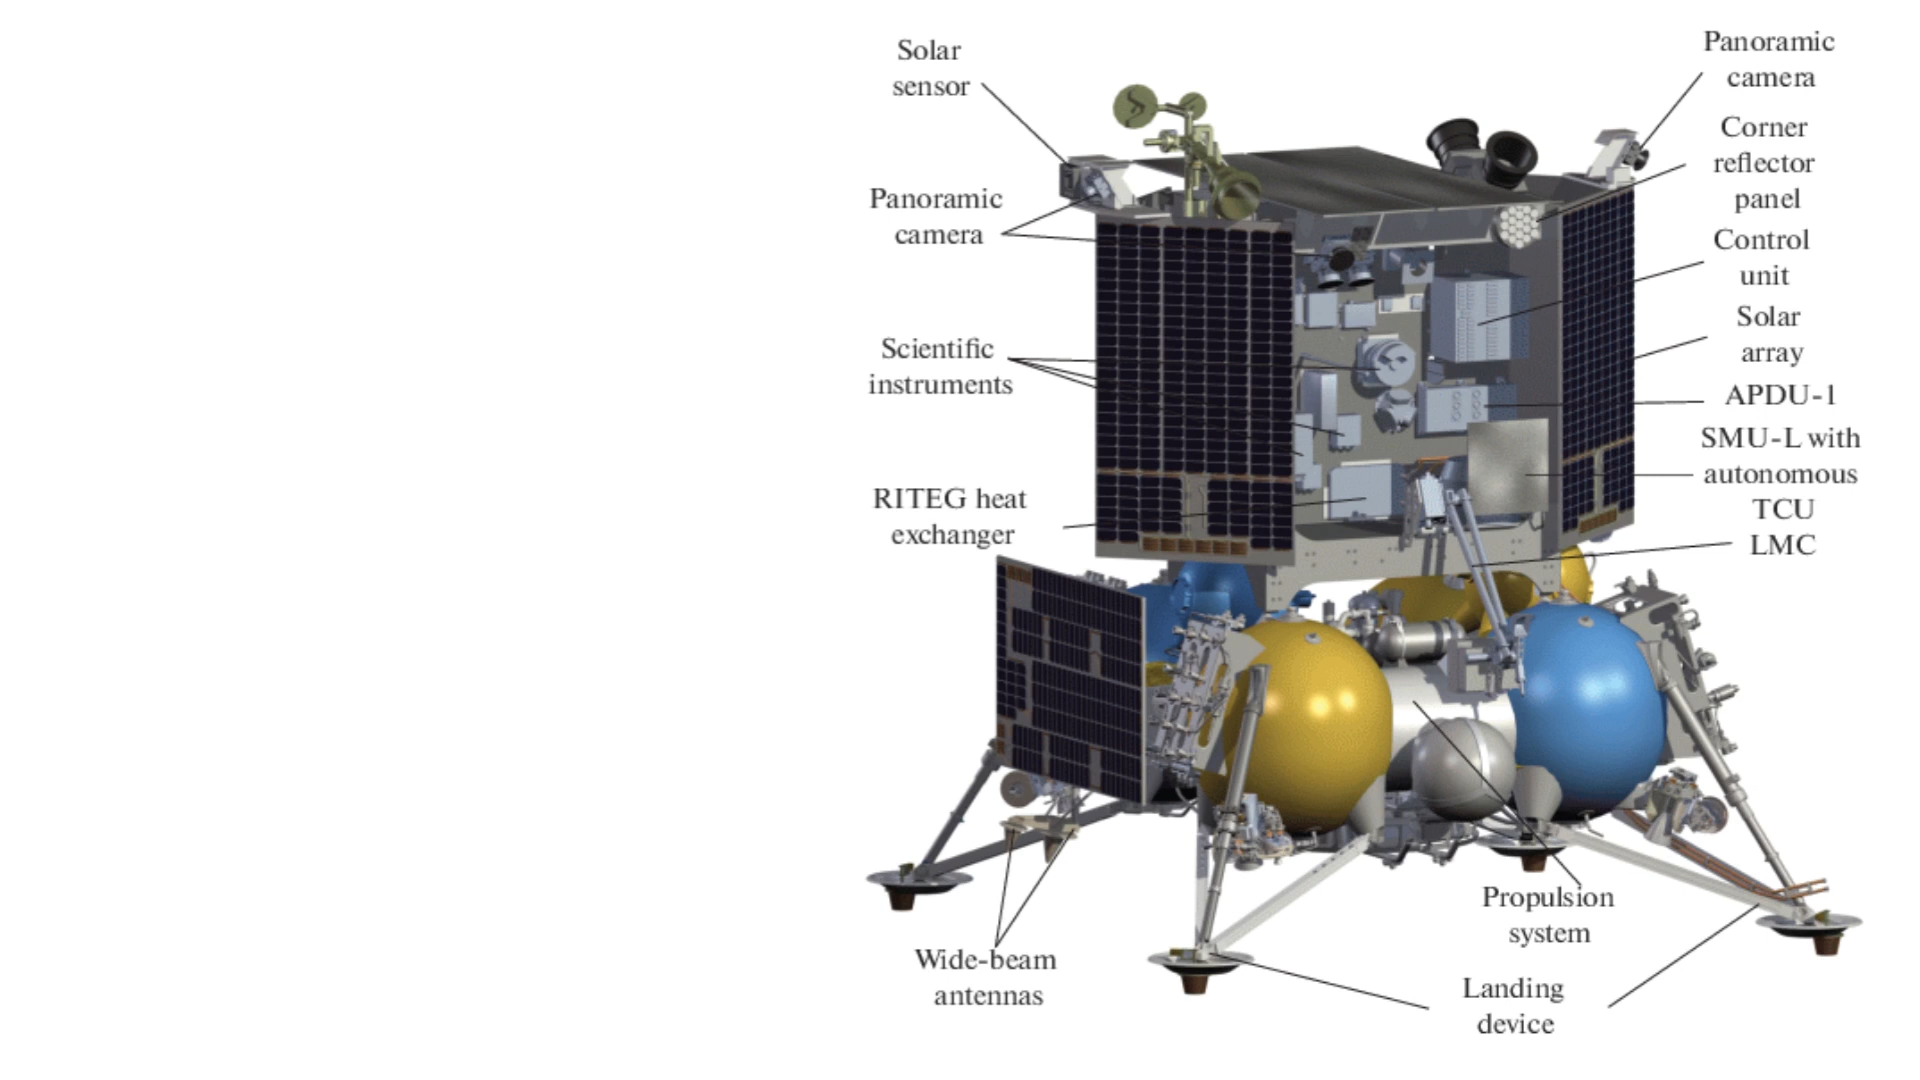 Solar
sensor
Panoramic
camera
Scientific
instruments
RITEG heat
exchanger
Wide-beam
antennas
Panoramic
camera
Corner
reflector
panel
Control
unit
Solar
array
APDU-1
SMU-L with
autonomous
TCU
LMC
Propulsion
system
Landing
device